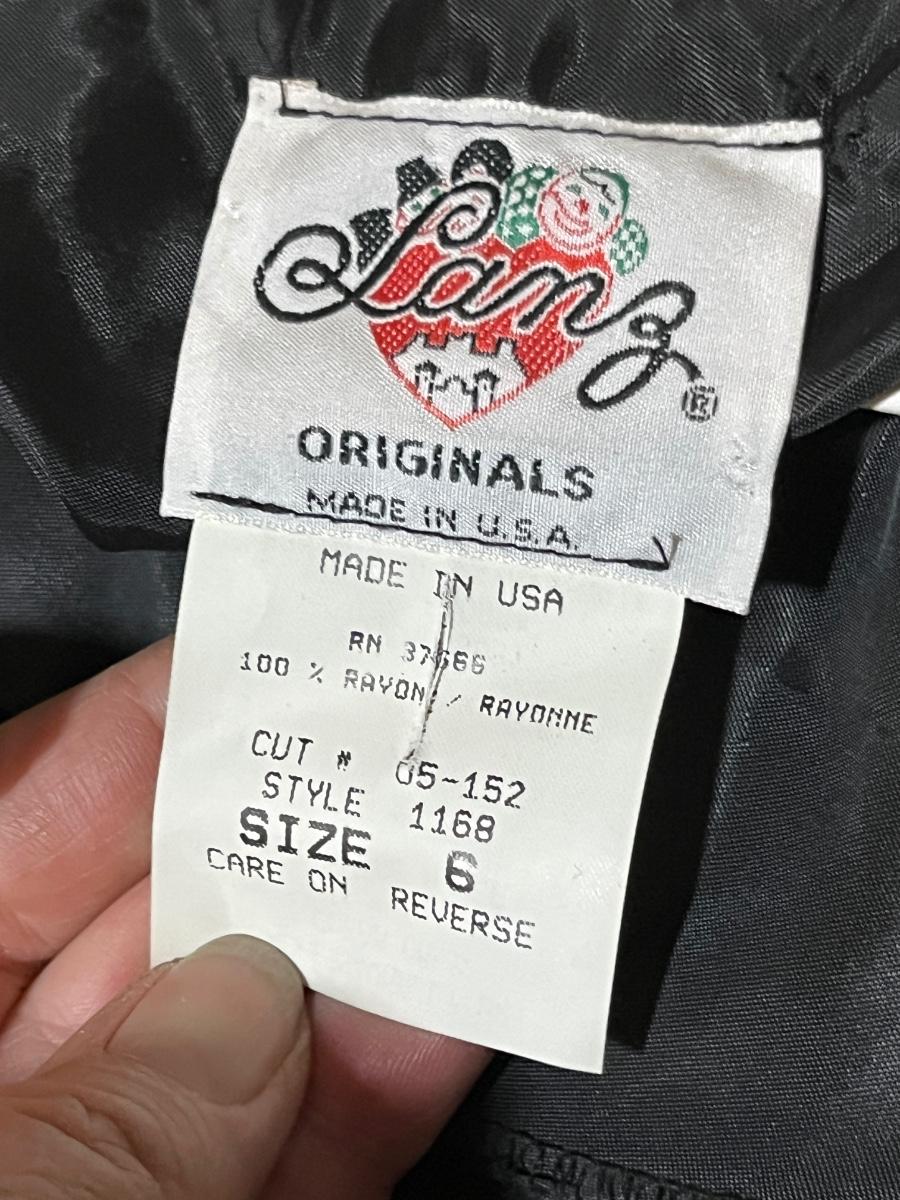 Lanz ®
ORIGINALS
MADE IN U.S.A.
MADE IN USA
RN 37666
100 % RAYON / RAYONNE
CUT # 05-152
STYLE 1168
SIZE 6
CARE ON REVERSE